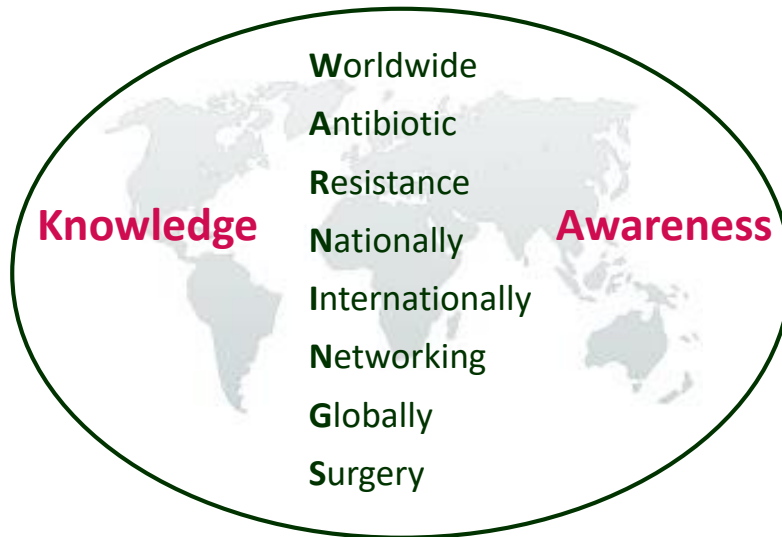 Worldwide
Antibiotic
Resistance
Knowledge
Nationally
Awareness
Internationally
Networking
Globally
Surgery